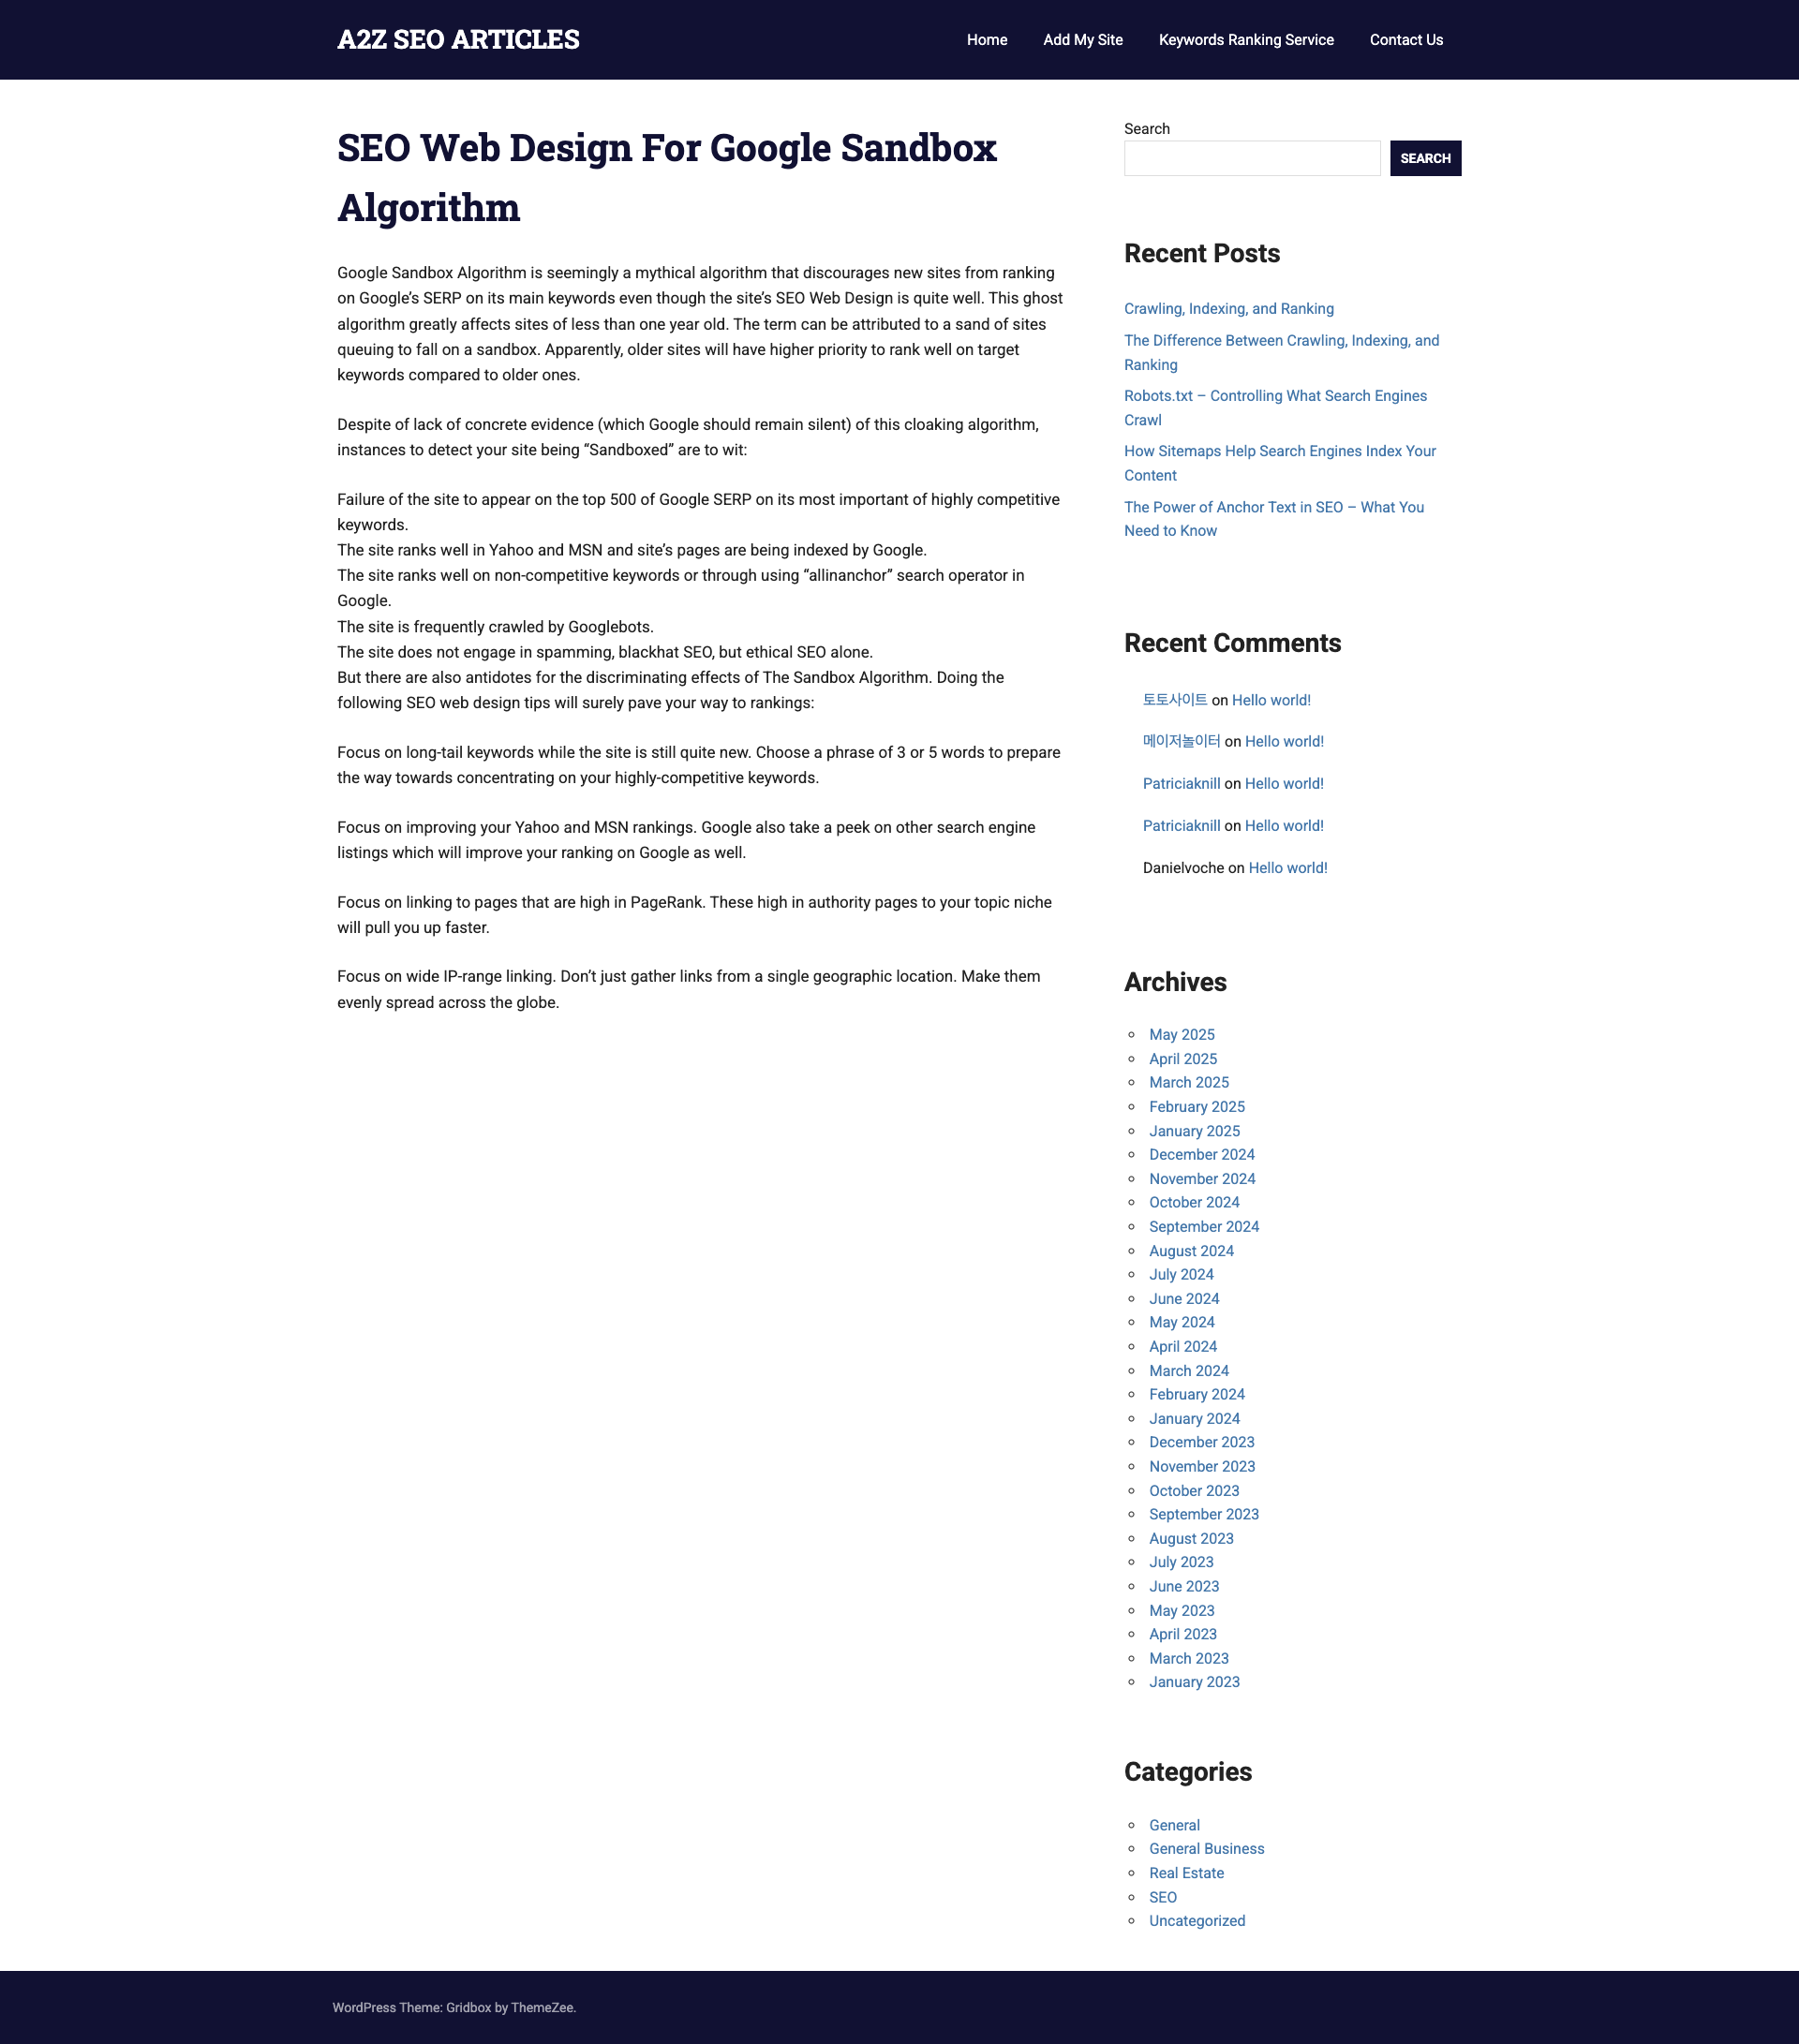 A2Z SEO ARTICLES
Home
Add My Site
Keywords Ranking Service
Contact Us
SEO Web Design For Google Sandbox
Algorithm
Google Sandbox Algorithm is seemingly a mythical algorithm that discourages new sites from ranking
on Google’s SERP on its main keywords even though the site’s SEO Web Design is quite well. This ghost
algorithm greatly affects sites of less than one year old. The term can be attributed to a sand of sites
queuing to fall on a sandbox. Apparently, older sites will have higher priority to rank well on target
keywords compared to older ones.
Despite of lack of concrete evidence (which Google should remain silent) of this cloaking algorithm,
instances to detect your site being “Sandboxed” are to wit:
Failure of the site to appear on the top 500 of Google SERP on its most important of highly competitive
keywords.
The site ranks well in Yahoo and MSN and site’s pages are being indexed by Google.
The site ranks well on non-competitive keywords or through using “allinanchor” search operator in
Google.
The site is frequently crawled by Googlebots.
The site does not engage in spamming, blackhat SEO, but ethical SEO alone.
But there are also antidotes for the discriminating effects of The Sandbox Algorithm. Doing the
following SEO web design tips will surely pave your way to rankings:
Focus on long-tail keywords while the site is still quite new. Choose a phrase of 3 or 5 words to prepare
the way towards concentrating on your highly-competitive keywords.
Focus on improving your Yahoo and MSN rankings. Google also take a peek on other search engine
listings which will improve your ranking on Google as well.
Focus on linking to pages that are high in PageRank. These high in authority pages to your topic niche
will pull you up faster.
Focus on wide IP-range linking. Don’t just gather links from a single geographic location. Make them
evenly spread across the globe.
Search
SEARCH
Recent Posts
Crawling, Indexing, and Ranking
The Difference Between Crawling, Indexing, and
Ranking
Robots.txt – Controlling What Search Engines
Crawl
How Sitemaps Help Search Engines Index Your
Content
The Power of Anchor Text in SEO – What You
Need to Know
Recent Comments
토토사이트 on Hello world!
메이저놀이터 on Hello world!
Patriciaknill on Hello world!
Patriciaknill on Hello world!
Danielvoche on Hello world!
Archives
May 2025
April 2025
March 2025
February 2025
January 2025
December 2024
November 2024
October 2024
September 2024
August 2024
July 2024
June 2024
May 2024
April 2024
March 2024
February 2024
January 2024
December 2023
November 2023
October 2023
September 2023
August 2023
July 2023
June 2023
May 2023
April 2023
March 2023
January 2023
Categories
General
General Business
Real Estate
SEO
Uncategorized
WordPress Theme: Gridbox by ThemeZee.